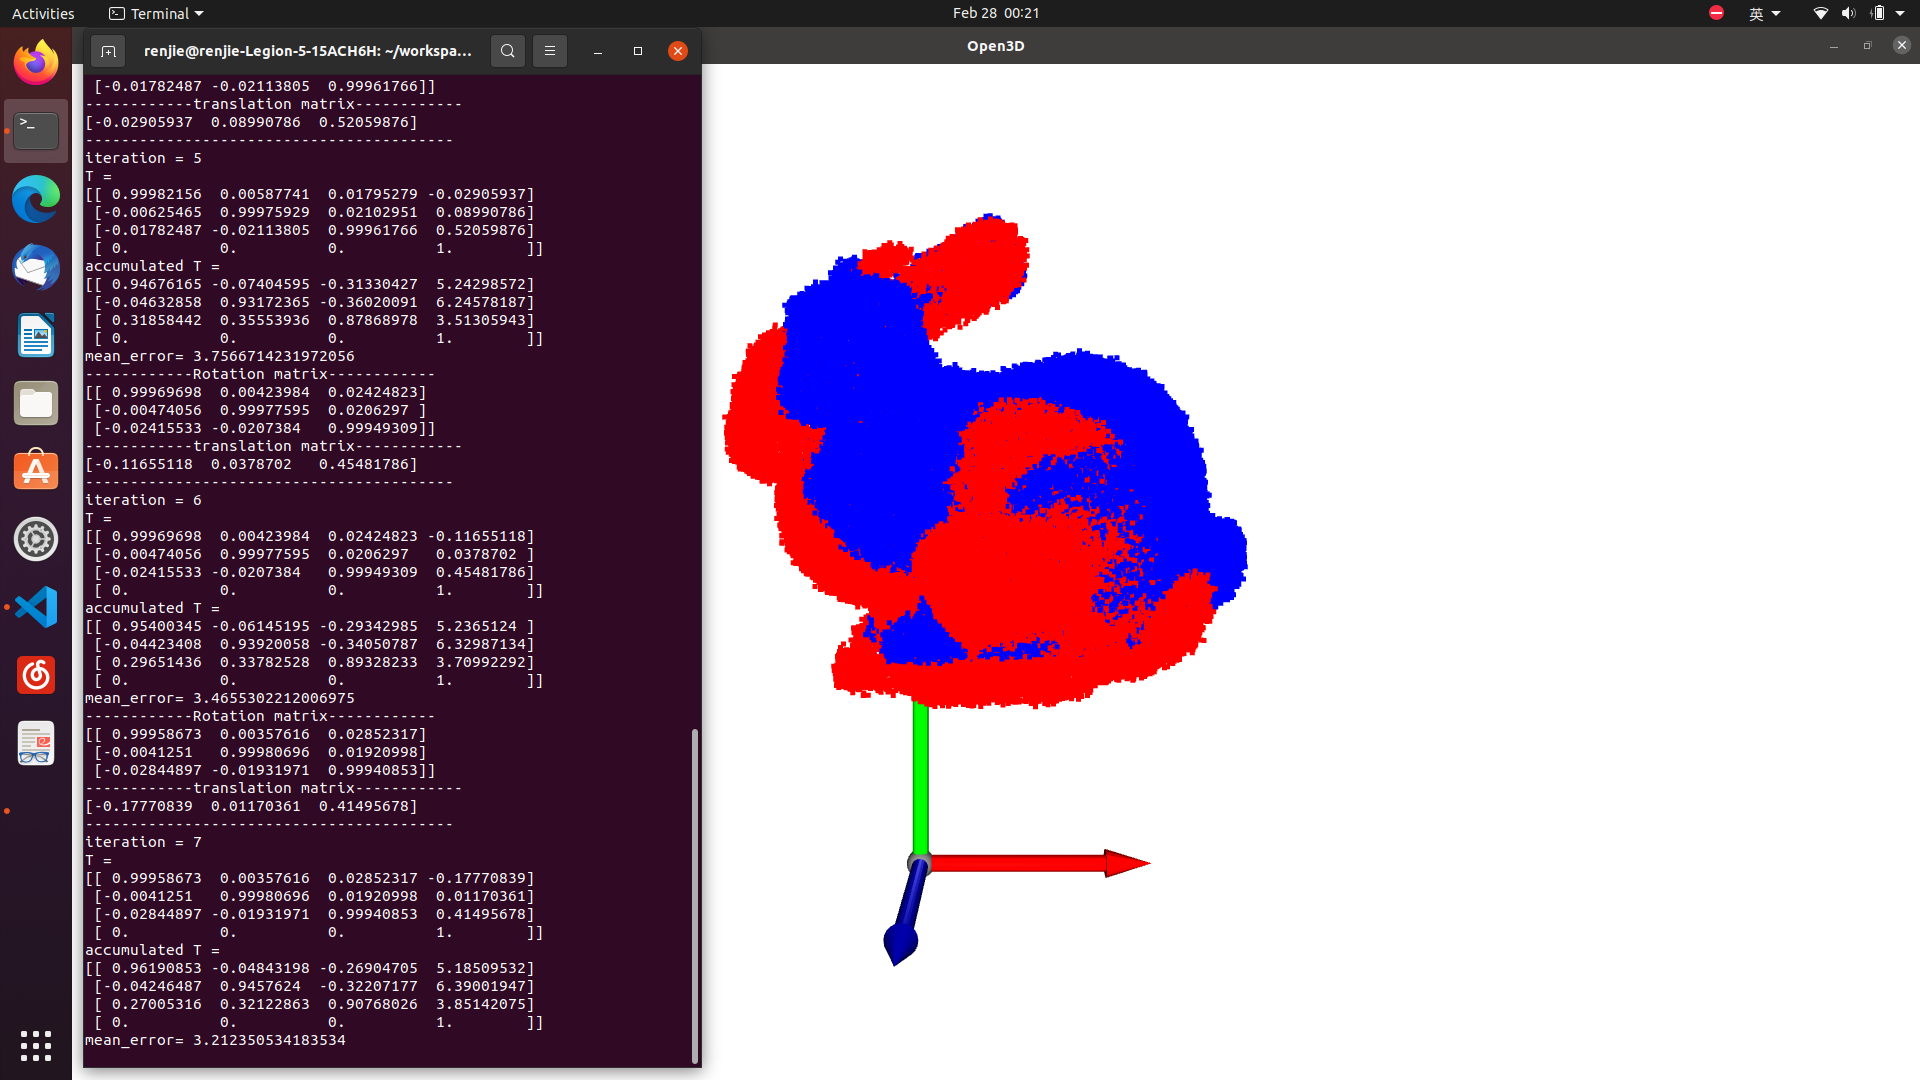 Activities
Terminal
Feb 28 00:21
英
renjie@renjie-Legion-5-15ACH6H: ~/workspa...
Open3D
 [-0.01782487 -0.02113805  0.99961766]]
------------translation matrix------------
[-0.02905937  0.08990786  0.52059876]
-----------------------------------------
iteration = 5
T =
[[ 0.99982156  0.00587741  0.01795279 -0.02905937]
 [-0.00625465  0.99975929  0.02102951  0.08990786]
 [-0.01782487 -0.02113805  0.99961766  0.52059876]
 [ 0.          0.          0.          1.        ]]
accumulated T =
[[ 0.94676165 -0.07404595 -0.31330427  5.24298572]
 [-0.04632858  0.93172365 -0.36020091  6.24578187]
 [ 0.31858442  0.35553936  0.87868978  3.51305943]
 [ 0.          0.          0.          1.        ]]
mean_error= 3.7566714231972056
------------Rotation matrix------------
[[ 0.99969698  0.00423984  0.02424823]
 [-0.00474056  0.99977595  0.0206297 ]
 [-0.02415533 -0.0207384   0.99949309]]
------------translation matrix------------
[-0.11655118  0.0378702   0.45481786]
-----------------------------------------
iteration = 6
T =
[[ 0.99969698  0.00423984  0.02424823 -0.11655118]
 [-0.00474056  0.99977595  0.0206297   0.0378702 ]
 [-0.02415533 -0.0207384   0.99949309  0.45481786]
 [ 0.          0.          0.          1.        ]]
accumulated T =
[[ 0.95400345 -0.06145195 -0.29342985  5.2365124 ]
 [-0.04423408  0.93920058 -0.34050787  6.32987134]
 [ 0.29651436  0.33782528  0.89328233  3.70992292]
 [ 0.          0.          0.          1.        ]]
mean_error= 3.4655302212006975
------------Rotation matrix------------
[[ 0.99958673  0.00357616  0.02852317]
 [-0.0041251   0.99980696  0.01920998]
 [-0.02844897 -0.01931971  0.99940853]]
------------translation matrix------------
[-0.17770839  0.01170361  0.41495678]
-----------------------------------------
iteration = 7
T =
[[ 0.99958673  0.00357616  0.02852317 -0.17770839]
 [-0.0041251   0.99980696  0.01920998  0.01170361]
 [-0.02844897 -0.01931971  0.99940853  0.41495678]
 [ 0.          0.          0.          1.        ]]
accumulated T =
[[ 0.96190853 -0.04843198 -0.26904705  5.18509532]
 [-0.04246487  0.9457624  -0.32207177  6.39001947]
 [ 0.27005316  0.32122863  0.90768026  3.85142075]
 [ 0.          0.          0.          1.        ]]
mean_error= 3.212350534183534